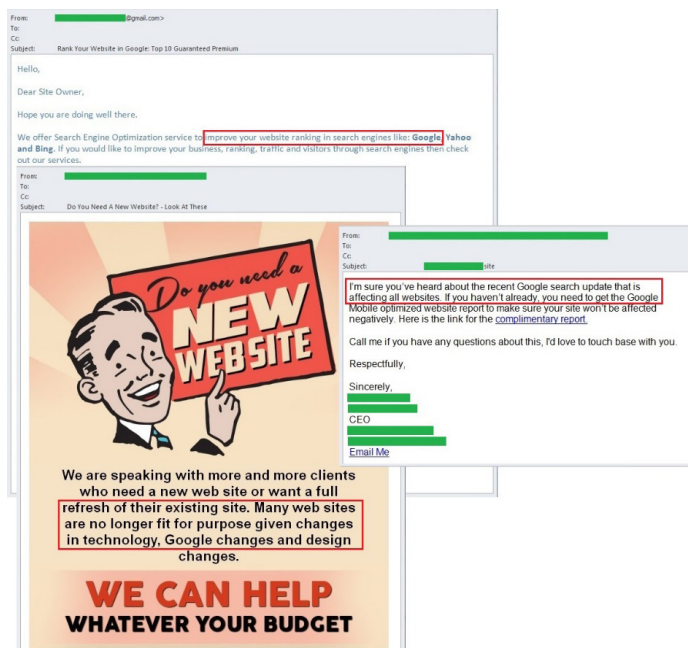 From: @gmail.com>
To:
Cc:
Subject: Rank Your Website in Google: Top 10 Guaranteed Premium
Hello,
Dear Site Owner,
Hope you are doing well there.
We offer Search Engine Optimization service to improve your website ranking in search engines like: Google, Yahoo
and Bing. If you would like to improve your business, ranking, traffic and visitors through search engines then check
out our services.
From:
To:
Cc:
Subject: Do You Need A New Website? - Look At These
Do you need a
NEW
WEBSITE
We are speaking with more and more clients
who need a new web site or want a full
refresh of their existing site. Many web sites
are no longer fit for purpose given changes
in technology, Google changes and design
changes.
WE CAN HELP
WHATEVER YOUR BUDGET
From:
To:
Cc:
Subject: site
I'm sure you've heard about the recent Google search update that is
affecting all websites. If you haven't already, you need to get the Google
Mobile optimized website report to make sure your site won't be affected
negatively. Here is the link for the complimentary report.
Call me if you have any questions about this, I'd love to touch base with you.
Respectfully,
Sincerely,
CEO
Email Me